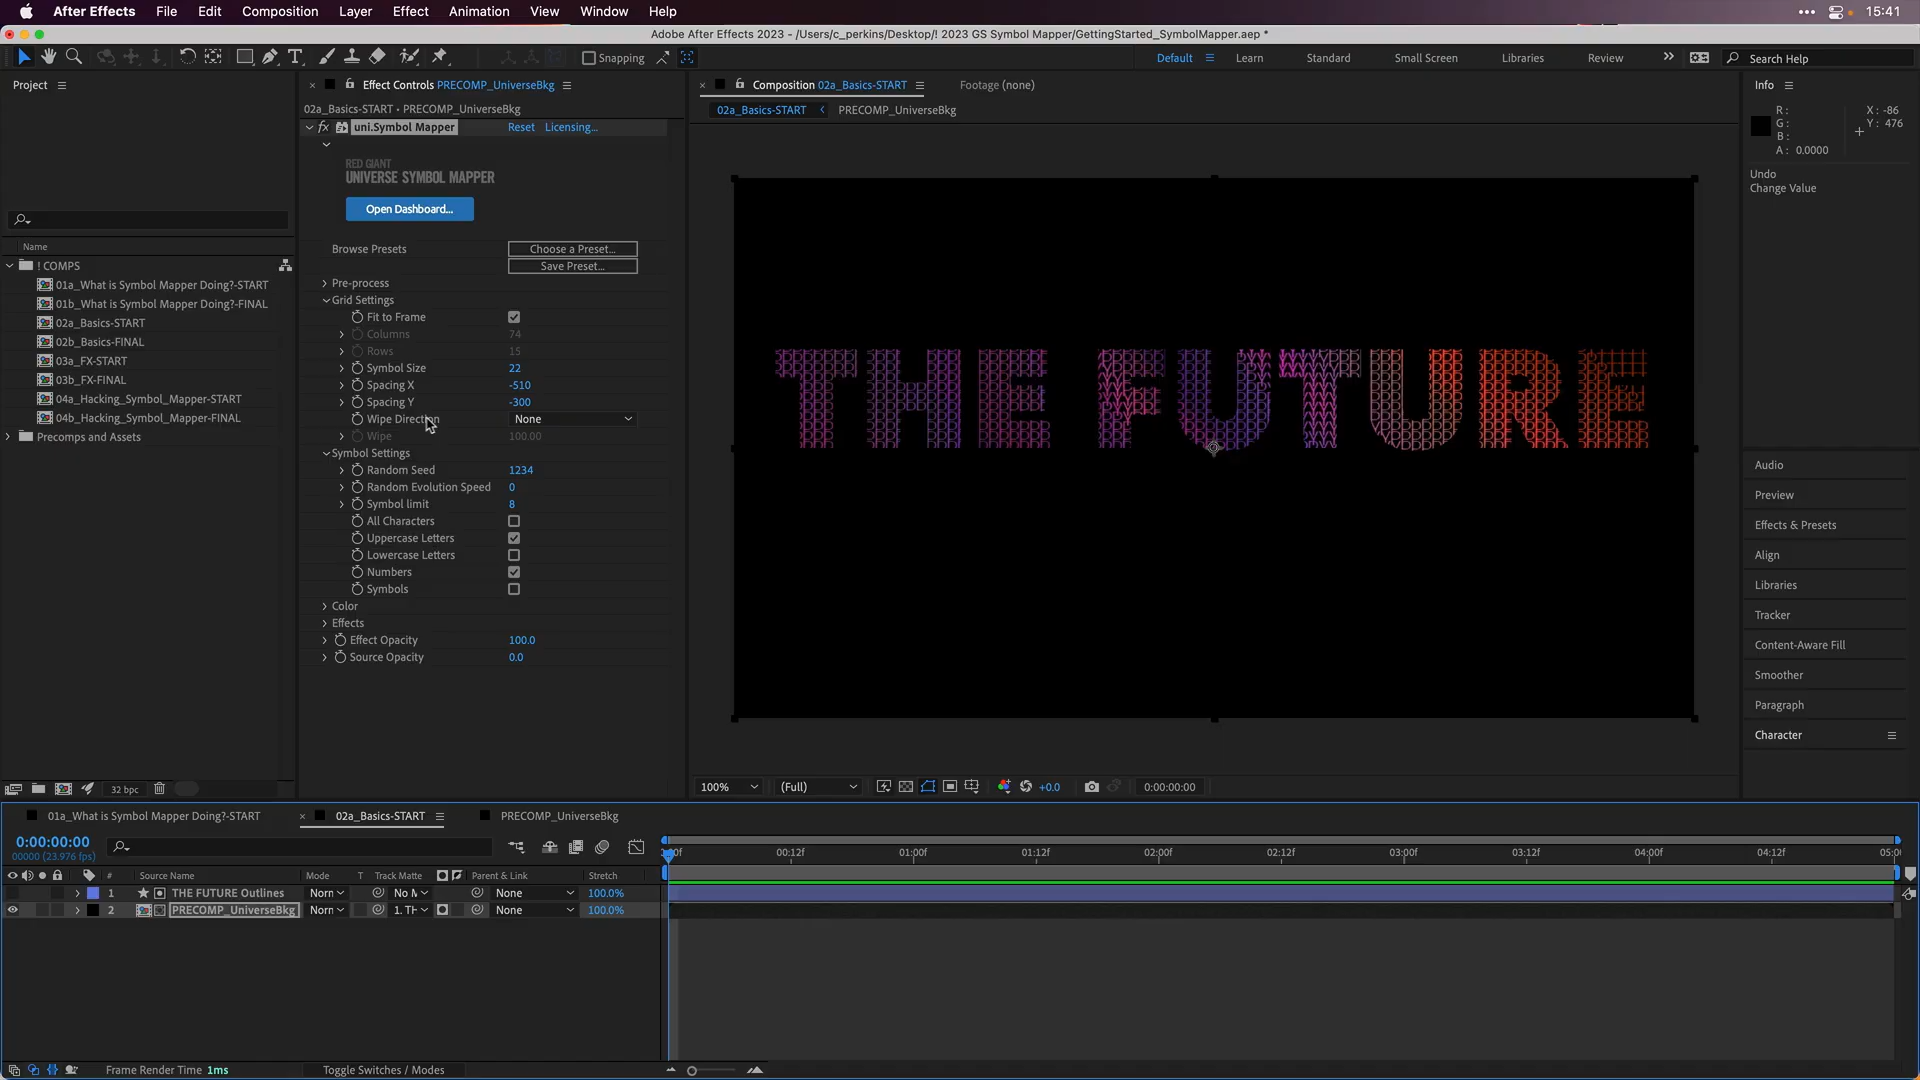 After Effects File Edit Composition Layer Effect Animation View Window Help 15:41
Adobe After Effects 2023 - /Users/c_perkins/Desktop/! 2023 GS Symbol Mapper/GettingStarted_SymbolMapper.aep *
Snapping Default Learn Standard Small Screen Libraries Review Search Help
Project
Effect Controls PRECOMP_UniverseBkg
Composition 02a_Basics-START
Footage (none)
Info
02a_Basics-START • PRECOMP_UniverseBkg
02a_Basics-START PRECOMP_UniverseBkg
R: X: -86
G: Y: 476
B:
A: 0.0000
Undo
Change Value
uni.Symbol Mapper Reset Licensing...
RED GIANT
UNIVERSE SYMBOL MAPPER
Open Dashboard...
Browse Presets Choose a Preset...
Save Preset...
Pre-process
Grid Settings
Fit to Frame
Columns 74
Rows 15
Symbol Size 22
Spacing X -510
Spacing Y -300
Wipe Direction None
Wipe 100.00
Symbol Settings
Random Seed 1234
Random Evolution Speed 0
Symbol limit 8
All Characters
Uppercase Letters
Lowercase Letters
Numbers
Symbols
Color
Effects
Effect Opacity 100.0
Source Opacity 0.0
Name
! COMPS
01a_What is Symbol Mapper Doing?-START
01b_What is Symbol Mapper Doing?-FINAL
02a_Basics-START
02b_Basics-FINAL
03a_FX-START
03b_FX-FINAL
04a_Hacking_Symbol_Mapper-START
04b_Hacking_Symbol_Mapper-FINAL
Precomps and Assets
32 bpc
THE FUTURE
100% (Full) +0.0 0:00:00:00
Audio
Preview
Effects & Presets
Align
Libraries
Tracker
Content-Aware Fill
Smoother
Paragraph
Character
01a_What is Symbol Mapper Doing?-START 02a_Basics-START PRECOMP_UniverseBkg
0:00:00:00
00000 (23.976 fps)
00:12f 01:00f 01:12f 02:00f 02:12f 03:00f 03:12f 04:00f 04:12f
# Source Name Mode T Track Matte Parent & Link Stretch
1 THE FUTURE Outlines Norn No M None 100.0%
2 PRECOMP_UniverseBkg Norn 1. TH None 100.0%
Frame Render Time 1ms Toggle Switches / Modes